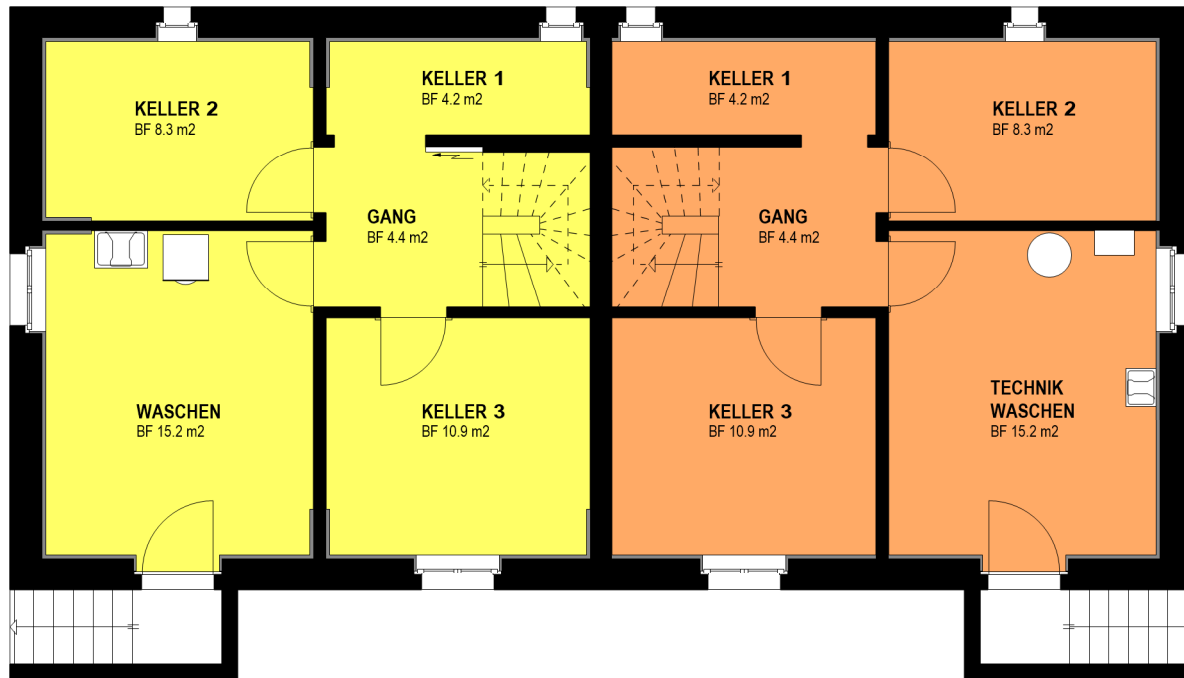 KELLER 1
BF 4.2 m2
KELLER 1
BF 4.2 m2
KELLER 2
BF 8.3 m2
KELLER 2
BF 8.3 m2
GANG
BF 4.4 m2
GANG
BF 4.4 m2
WASCHEN
BF 15.2 m2
KELLER 3
BF 10.9 m2
KELLER 3
BF 10.9 m2
TECHNIK
WASCHEN
BF 15.2 m2